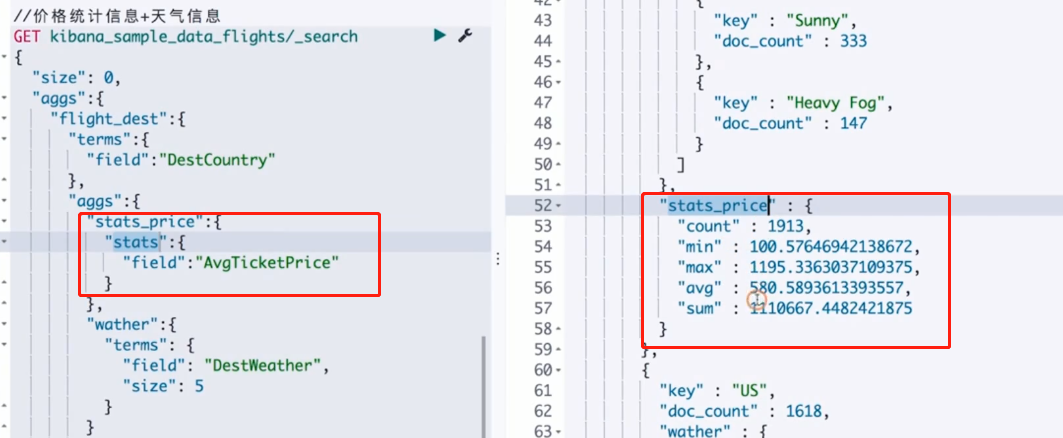 //价格统计信息+天气信息
GET kibana_sample_data_flights/_search
{
"size": 0,
"aggs":{
"flight_dest":{
"terms":{
"field":"DestCountry"
},
"aggs":{
"stats_price":{
"stats":{
"field":"AvgTicketPrice"
}
},
"wather":{
"terms": {
"field": "DestWeather",
"size": 5
}
}
42 {
43 "key" : "Sunny",
44 "doc_count" : 333
45 },
46 {
47 "key" : "Heavy Fog",
48 "doc_count" : 147
49 }
50 ]
51 },
52 "stats_price" : {
53 "count" : 1913,
54 "min" : 100.57646942138672,
55 "max" : 1195.3363037109375,
56 "avg" : 580.5893613393557,
57 "sum" : 1110667.4482421875
58 }
59 },
60 {
61 "key" : "US",
62 "doc_count" : 1618,
63 "wather" : {